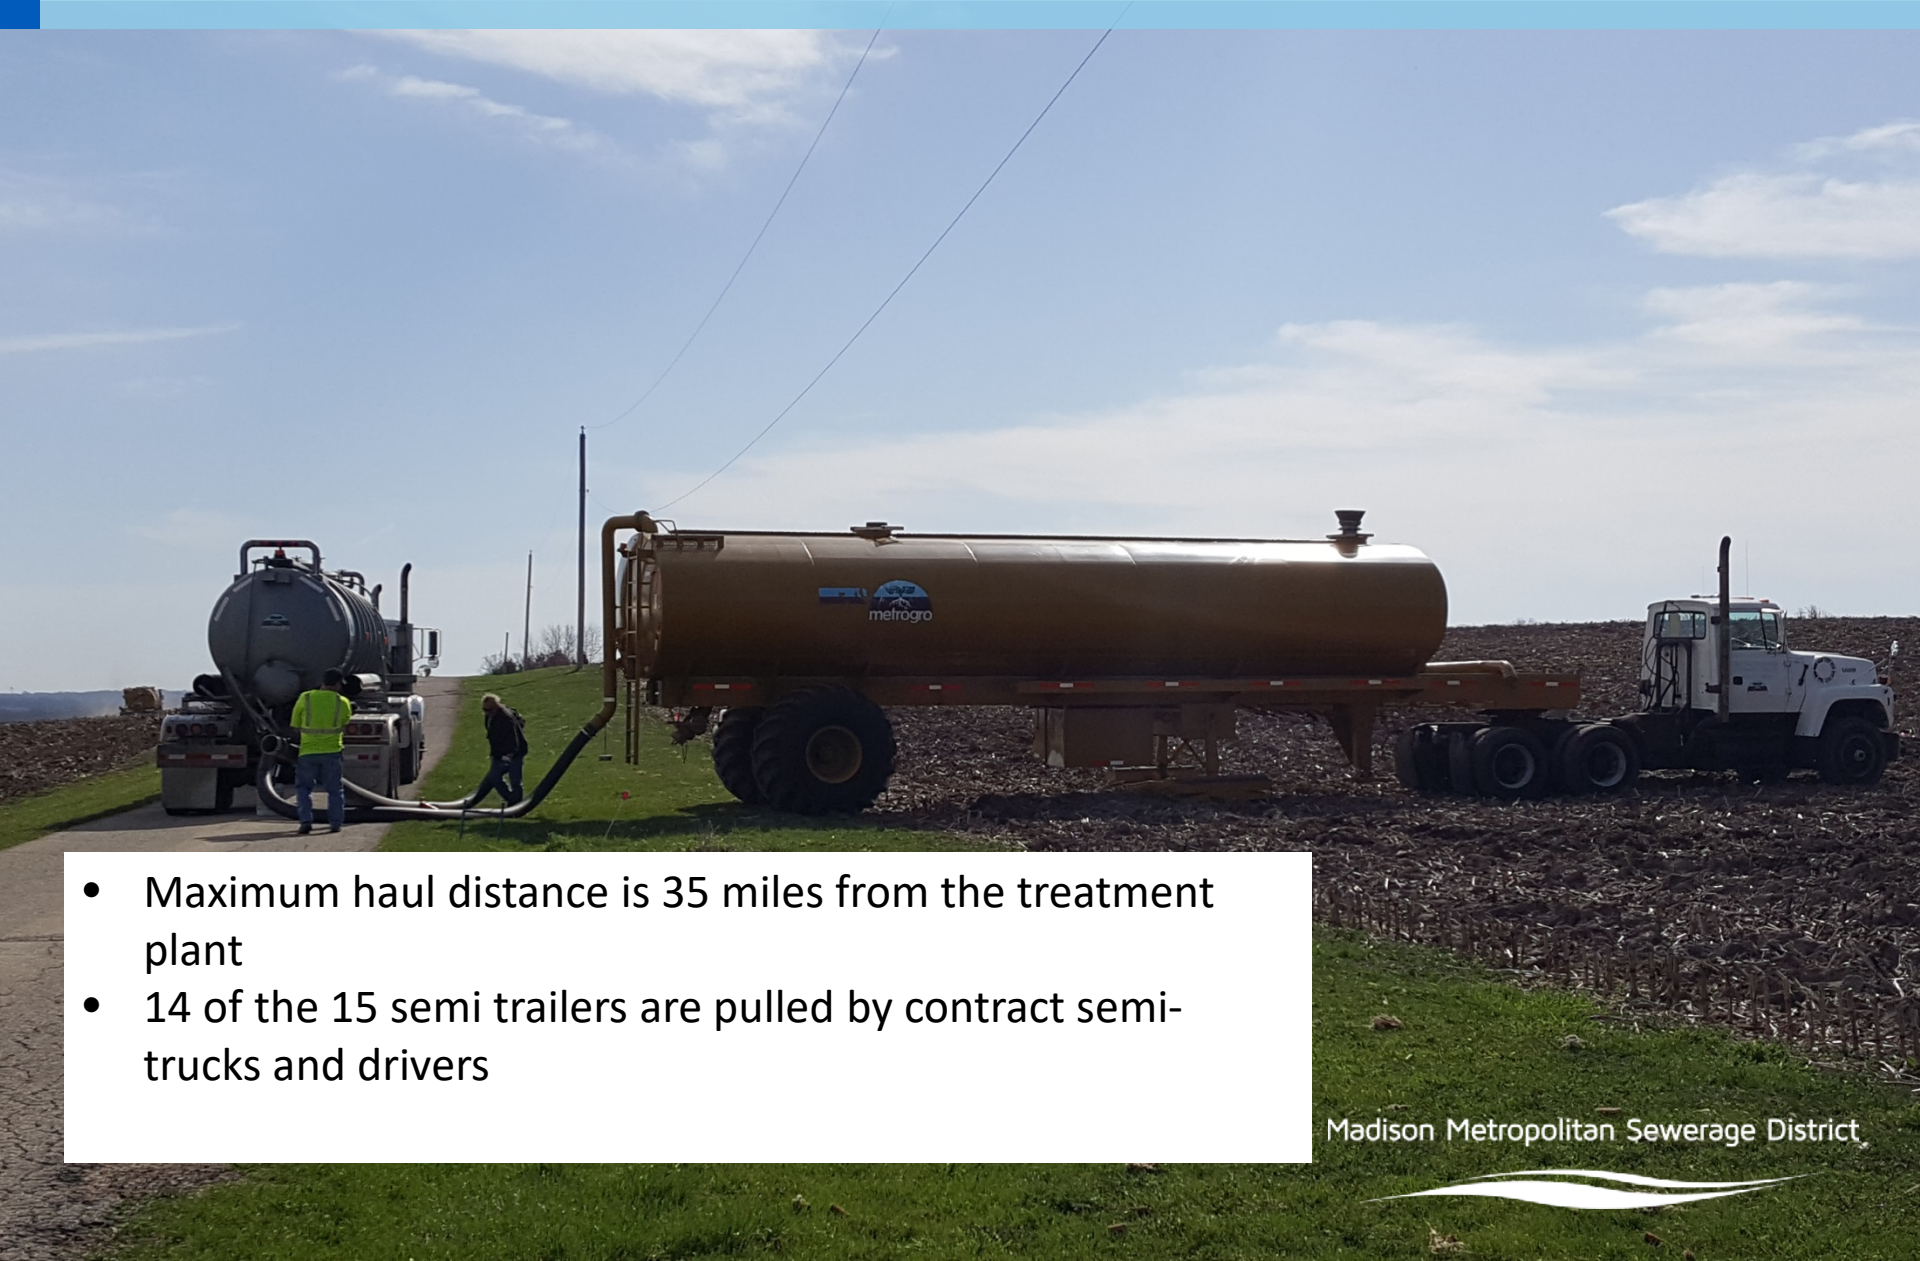 metrogro
• Maximum haul distance is 35 miles from the treatment
plant
• 14 of the 15 semi trailers are pulled by contract semi-
trucks and drivers
Madison Metropolitan Sewerage District